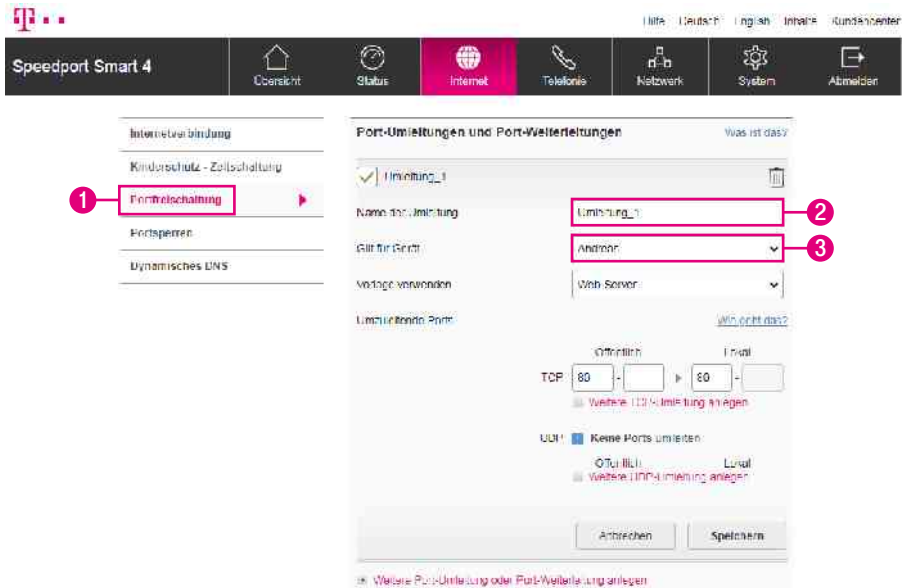 T
Hilfe Deutsch English Inhalte Kundencenter
Speedport Smart 4
Übersicht Status Internet Telefonie Netzwerk System Abmelden
Internetverbindung
Kinderschutz - Zeitschaltung
1 Portfreischaltung
Portsperren
Dynamisches DNS
Port-Umleitungen und Port-Weiterleitungen Was ist das?
Umleitung_1
Name der Umleitung Umleitung_1 2
Gilt für Gerät Andreas 3
Vorlage verwenden Web-Server
Umzuleitende Ports Wie geht das?
Öffentlich Lokal
TCP 80 - 80 -
Weitere TCP-Umleitung anlegen
UDP Keine Ports umleiten
Öffentlich Lokal
Weitere UDP-Umleitung anlegen
Abbrechen Speichern
Weitere Port-Umleitung oder Port-Weiterleitung anlegen